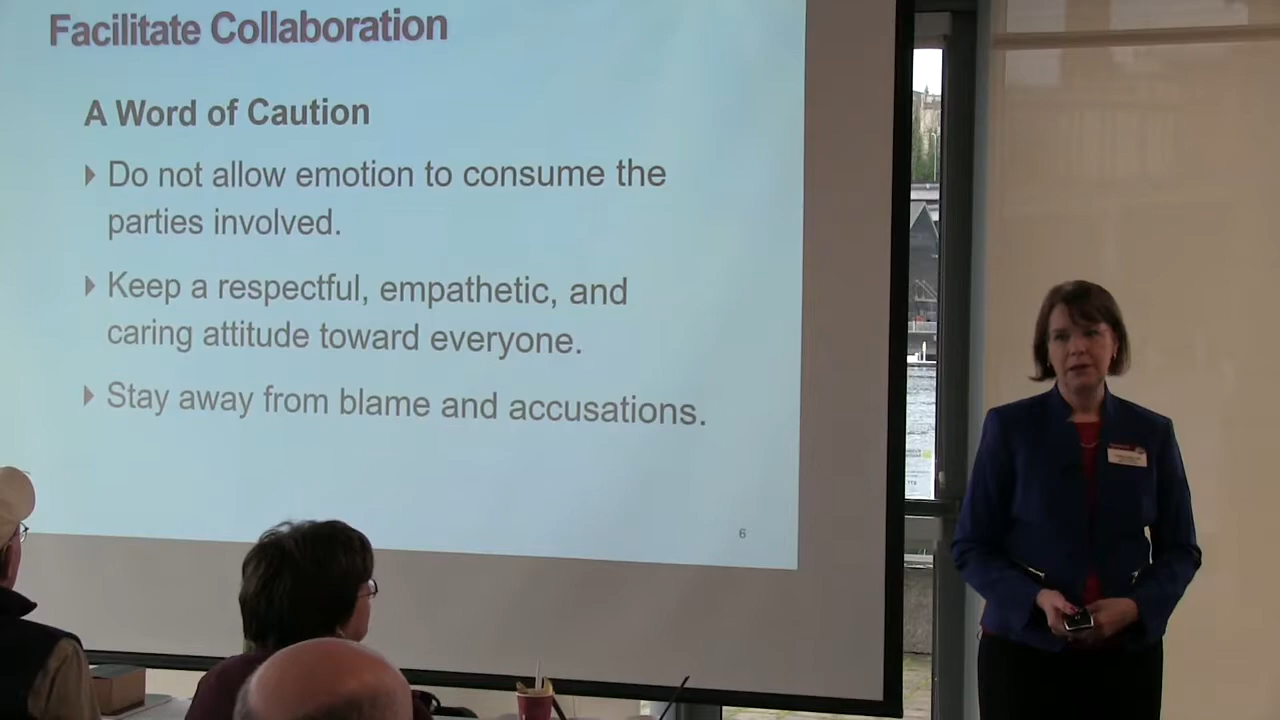 Facilitate Collaboration
A Word of Caution
Do not allow emotion to consume the
parties involved.
Keep a respectful, empathetic, and
caring attitude toward everyone.
Stay away from blame and accusations.
6